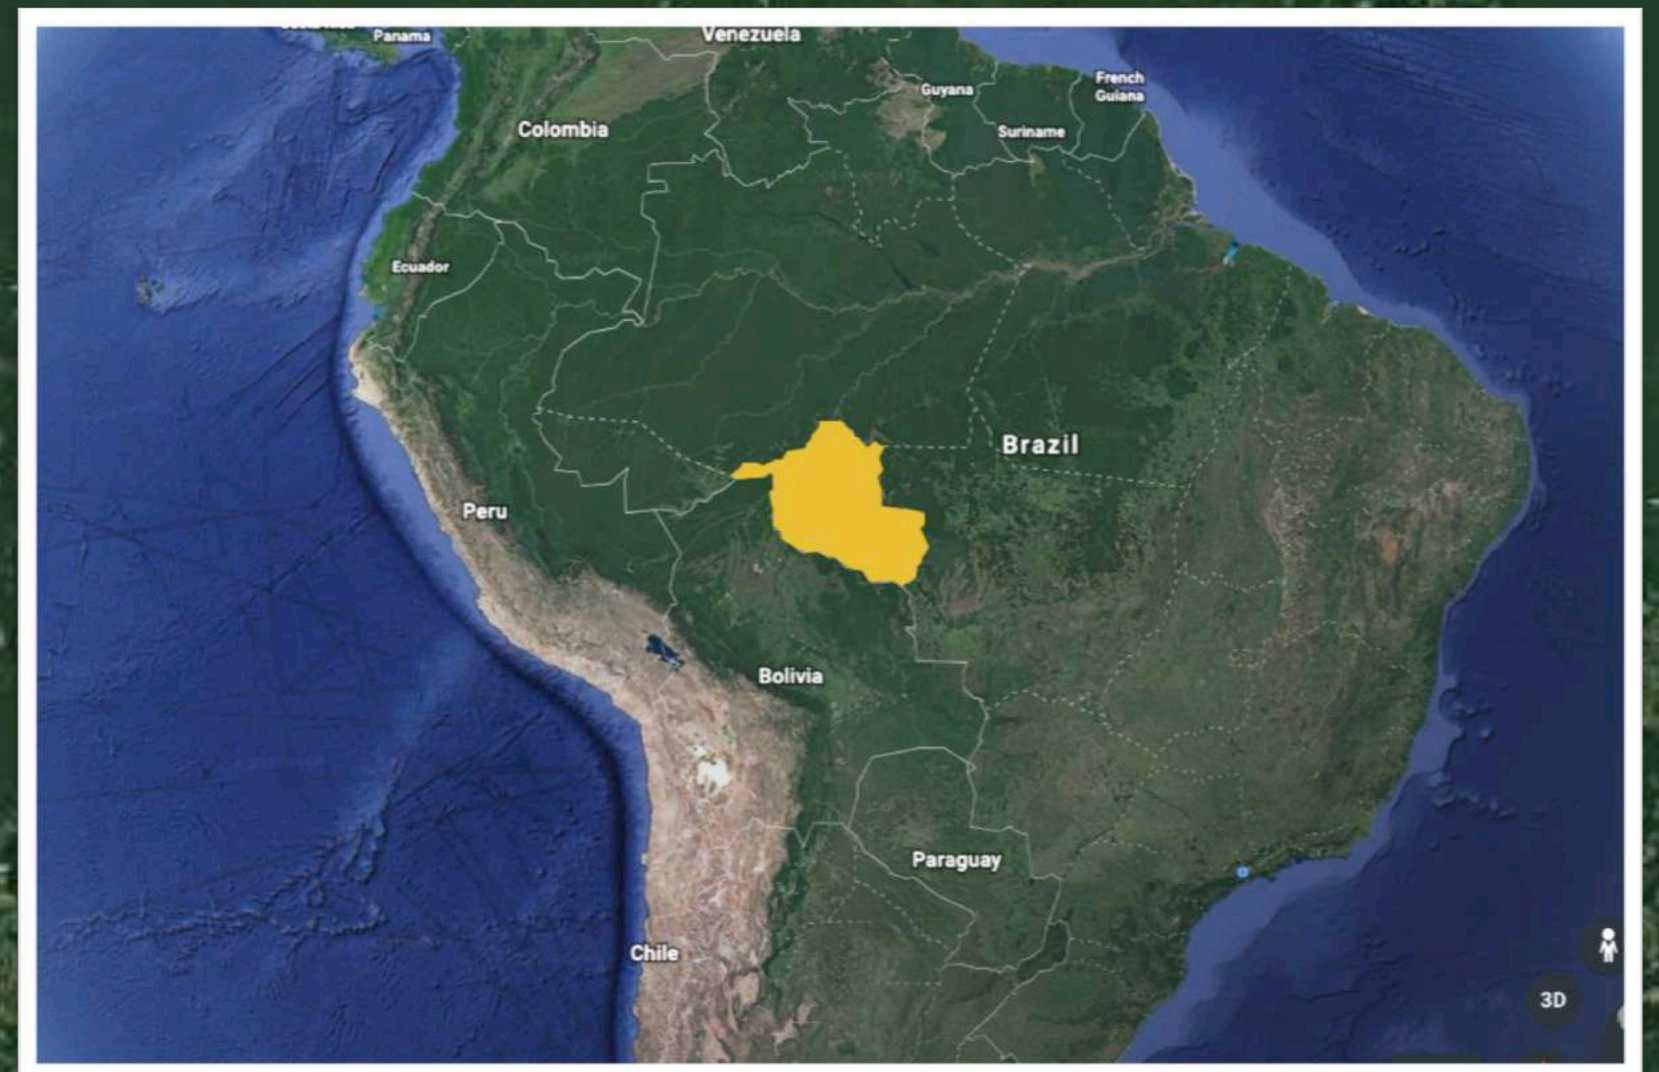 Panama
Venezuela
Guyana
French
Guiana
Colombia
Suriname
Ecuador
Brazil
Peru
Bolivia
Paraguay
Chile
3D